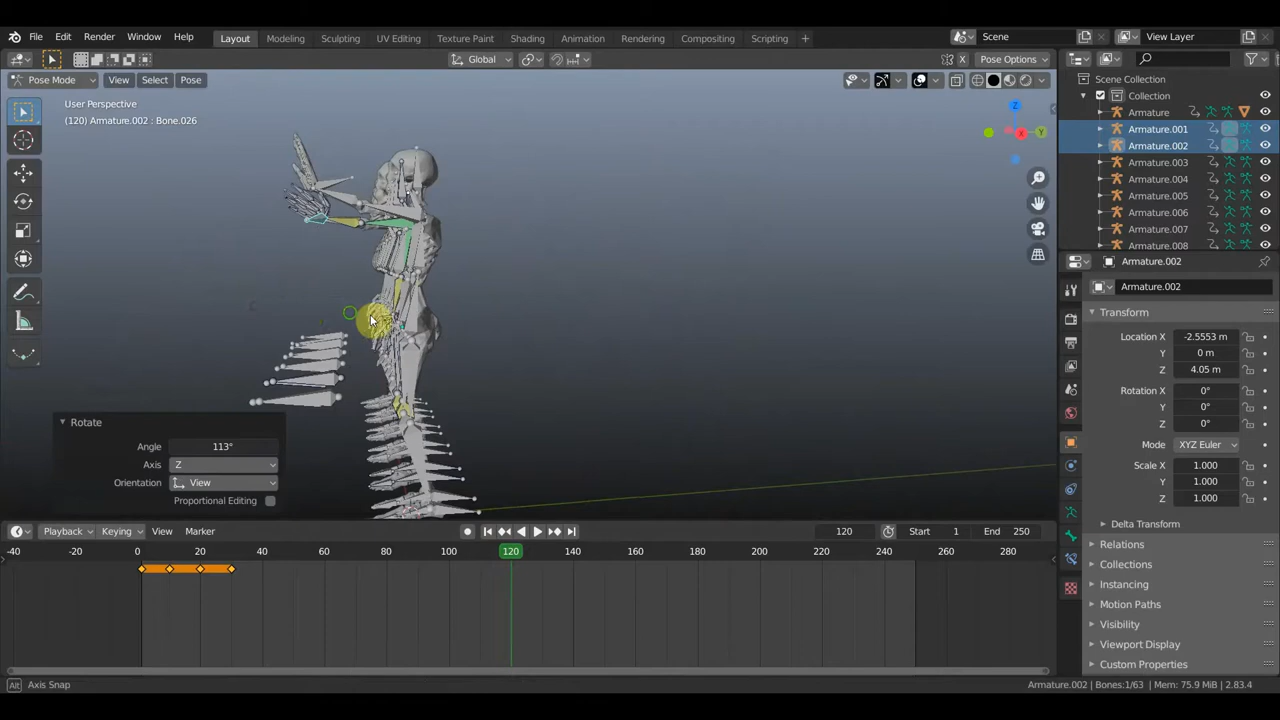 File Edit Render Window Help Layout Modeling Sculpting UV Editing Texture Paint Shading Animation Rendering Compositing Scripting + Scene View Layer
Global X Pose Options
Pose Mode View Select Pose
Scene Collection
Collection
Armature
Armature.001
Armature.002
Armature.003
Armature.004
Armature.005
Armature.006
Armature.007
Armature.008
User Perspective
(120) Armature.002 : Bone.026
Z
Y
X
Armature.002
Armature.002
Transform
Location X -2.5553 m
Y 0 m
Z 4.05 m
Rotation X 0°
Y 0°
Z 0°
Mode XYZ Euler
Scale X 1.000
Y 1.000
Z 1.000
Delta Transform
Relations
Collections
Instancing
Motion Paths
Visibility
Viewport Display
Custom Properties
Rotate
Angle 113°
Axis Z
Orientation View
Proportional Editing
Playback Keying View Marker 120 Start 1 End 250
-40 -20 0 20 40 60 80 100 120 140 160 180 200 220 240 260 280
Alt Axis Snap Armature.002 | Bones:1/63 | Mem: 75.9 MiB | 2.83.4